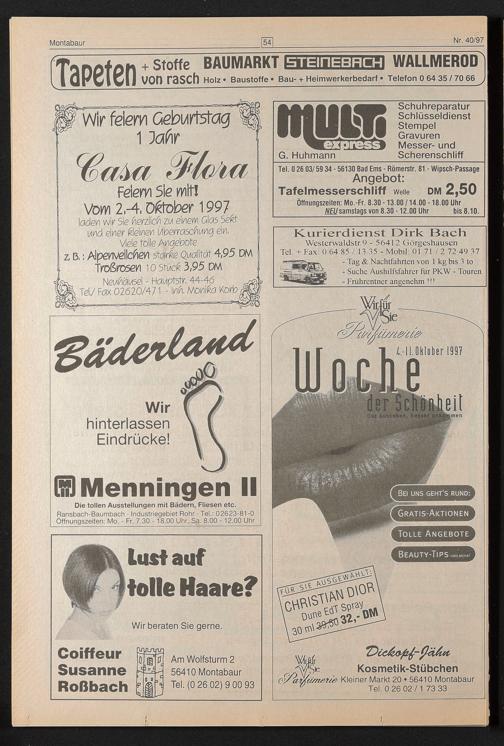 Montabaur
54
Nr. 40/97
Tapeten + Stoffe von rasch
BAUMARKT STEINEBACH WALLMEROD
Holz • Baustoffe • Bau- + Heimwerkerbedarf • Telefon 0 64 35 / 70 66
Wir feiern Geburtstag
1 Jahr
Casa Flora
Feiern Sie mit!
Vom 2.-4. Oktober 1997
laden wir Sie herzlich zu einem Glas Sekt
und einer kleinen Überraschung ein.
Viele tolle Angebote
z.B.: Alpenveilchen starke Qualität 4,95 DM
Troßrosen 10 Stück 3,95 DM
Neuhäusel - Hauptstr. 44-46
Tel./ Fax 02620/471 - Inh. Monika Korb
MULTI
express
G. Huhmann
Schuhreparatur
Schlüsseldienst
Stempel
Gravuren
Messer- und
Scherenschliff
Tel. 0 26 03/ 59 34 - 56130 Bad Ems - Römerstr. 81 - Wipsch-Passage
Angebot:
Tafelmesserschliff Welle DM 2,50
Öffnungszeiten: Mo.-Fr. 8.30 - 13.00 / 14.00 - 18.00 Uhr
NEU samstags von 8.30 - 12.00 Uhr bis 8.10.
Kurierdienst Dirk Bach
Westerwaldstr.9 - 56412 Görgeshausen
Tel. + Fax: 0 64 85 / 13 35 - Mobil: 01 71 / 2 72 49 37
- Tag & Nachtfahrten von 1 kg bis 3 to
- Suche Aushilfsfahrer für PKW - Touren
- Frührentner angenehm !!!
Bäderland
Wir
hinterlassen
Eindrücke!
Menningen II
Die tollen Ausstellungen mit Bädern, Fliesen etc.
Ransbach-Baumbach · Industriegebiet Rohr · Tel.: 02623-81-0
Öffnungszeiten: Mo. - Fr. 7.30 - 18.00 Uhr, Sa. 8.00 - 12.00 Uhr
Wir für Sie
Parfümerie
4.-11. Oktober 1997
Woche
der Schönheit
BEI UNS GEHT'S RUND:
GRATIS-AKTIONEN
TOLLE ANGEBOTE
BEAUTY-TIPS
FÜR SIE AUSGEWÄHLT:
CHRISTIAN DIOR
Dune EdT Spray
30 ml 39,50 32,- DM
Dickopf-Jähn
Kosmetik-Stübchen
Wir für Sie
Parfümerie Kleiner Markt 20 • 56410 Montabaur
Tel. 0 26 02 / 1 73 33
Lust auf
tolle Haare?
Wir beraten Sie gerne.
Coiffeur
Susanne
Roßbach
Am Wolfsturm 2
56410 Montabaur
Tel. (0 26 02) 9 00 93